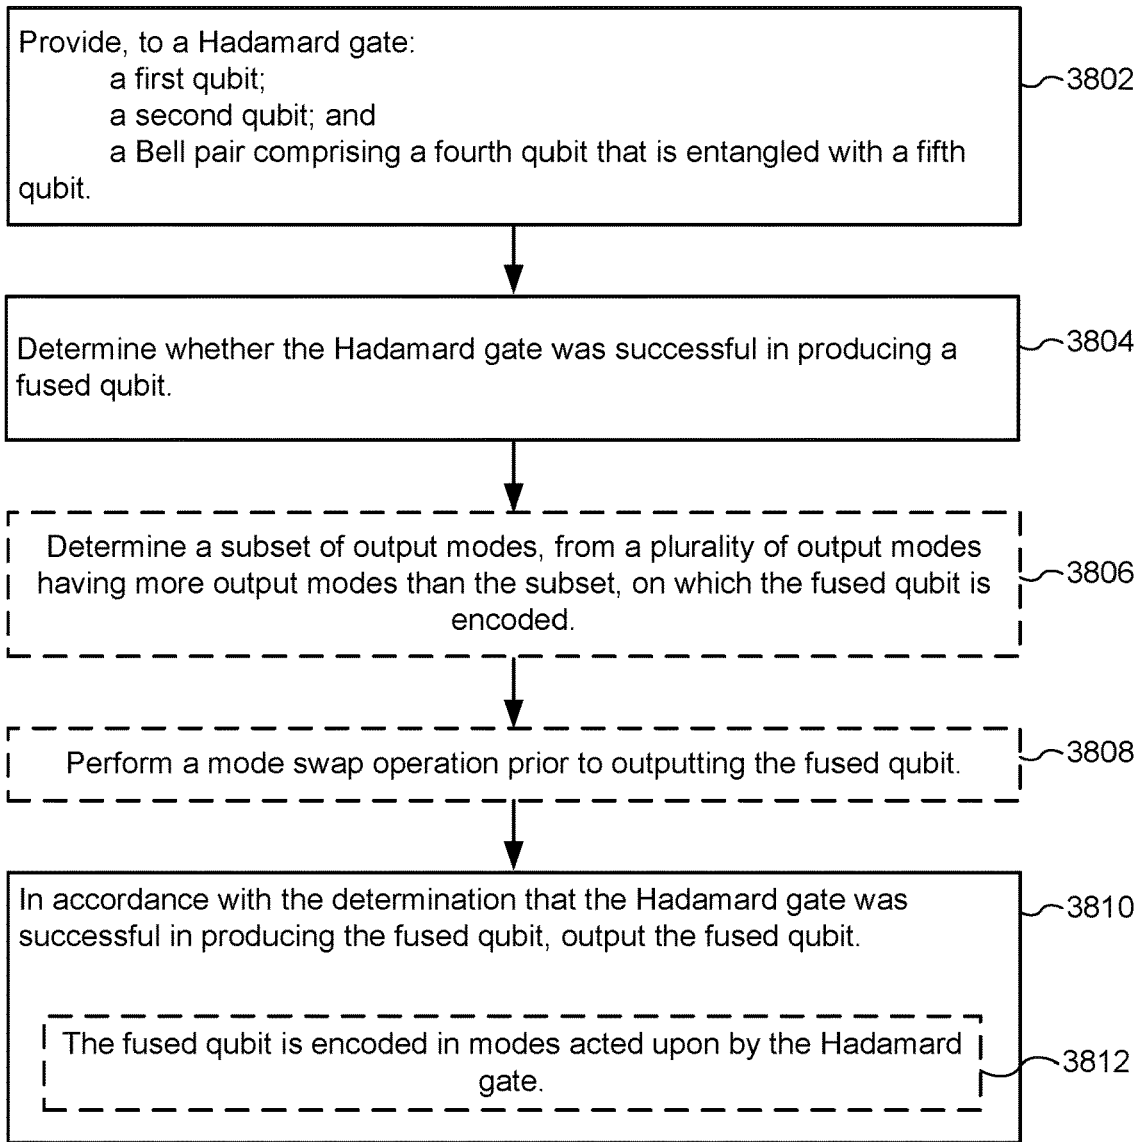 Provide, to a Hadamard gate:
a first qubit;
a second qubit; and
a Bell pair comprising a fourth qubit that is entangled with a fifth
qubit.
3802
Determine whether the Hadamard gate was successful in producing a
fused qubit.
3804
Determine a subset of output modes, from a plurality of output modes
having more output modes than the subset, on which the fused qubit is
encoded.
3806
Perform a mode swap operation prior to outputting the fused qubit.
3808
In accordance with the determination that the Hadamard gate was
successful in producing the fused qubit, output the fused qubit.
3810
The fused qubit is encoded in modes acted upon by the Hadamard
gate.
3812